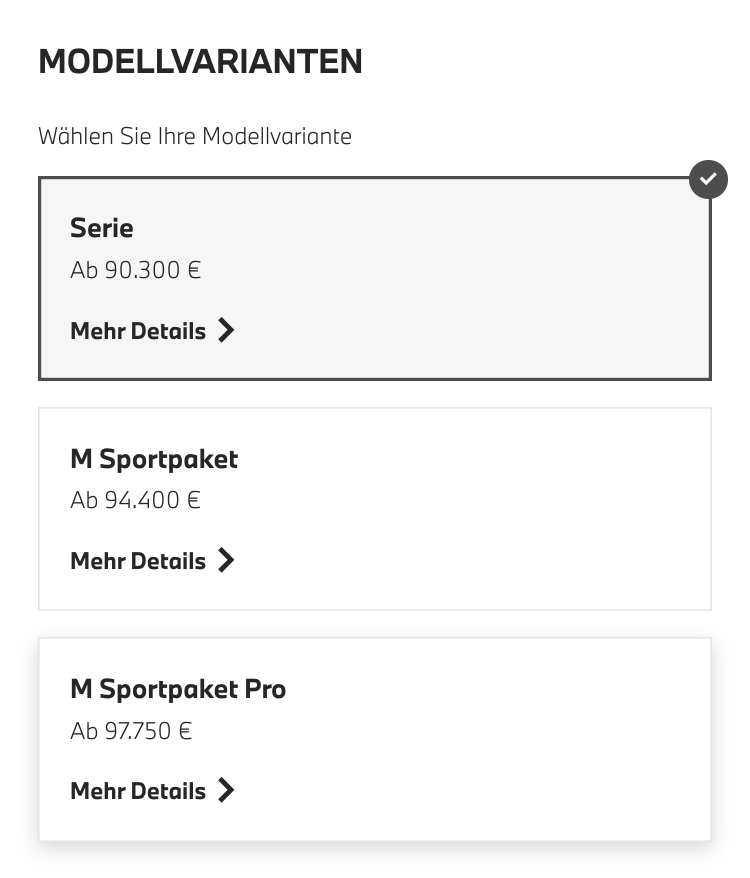 MODELLVARIANTEN
Wählen Sie Ihre Modellvariante
Serie
Ab 90.300 €
Mehr Details
M Sportpaket
Ab 94.400 €
Mehr Details
M Sportpaket Pro
Ab 97.750 €
Mehr Details